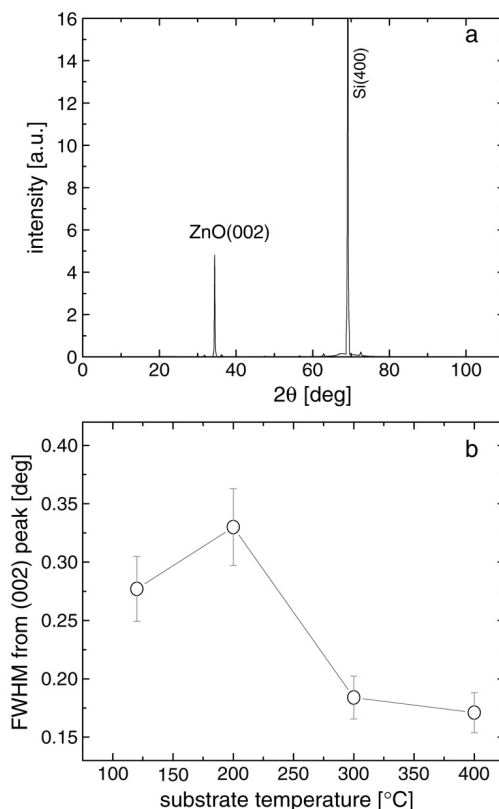 a
16
14
12
10
8
6
4
2
0
intensity [a.u.]
ZnO(002)
Si(400)
0 20 40 60 80 100
2θ [deg]
b
0.40
0.35
0.30
0.25
0.20
0.15
FWHM from (002) peak [deg]
100 150 200 250 300 350 400
substrate temperature [°C]